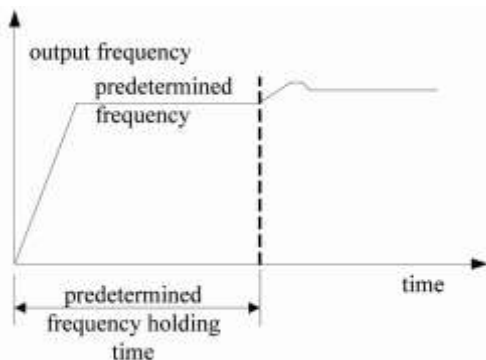 output frequency
predetermined
frequency
time
predetermined
frequency holding
time